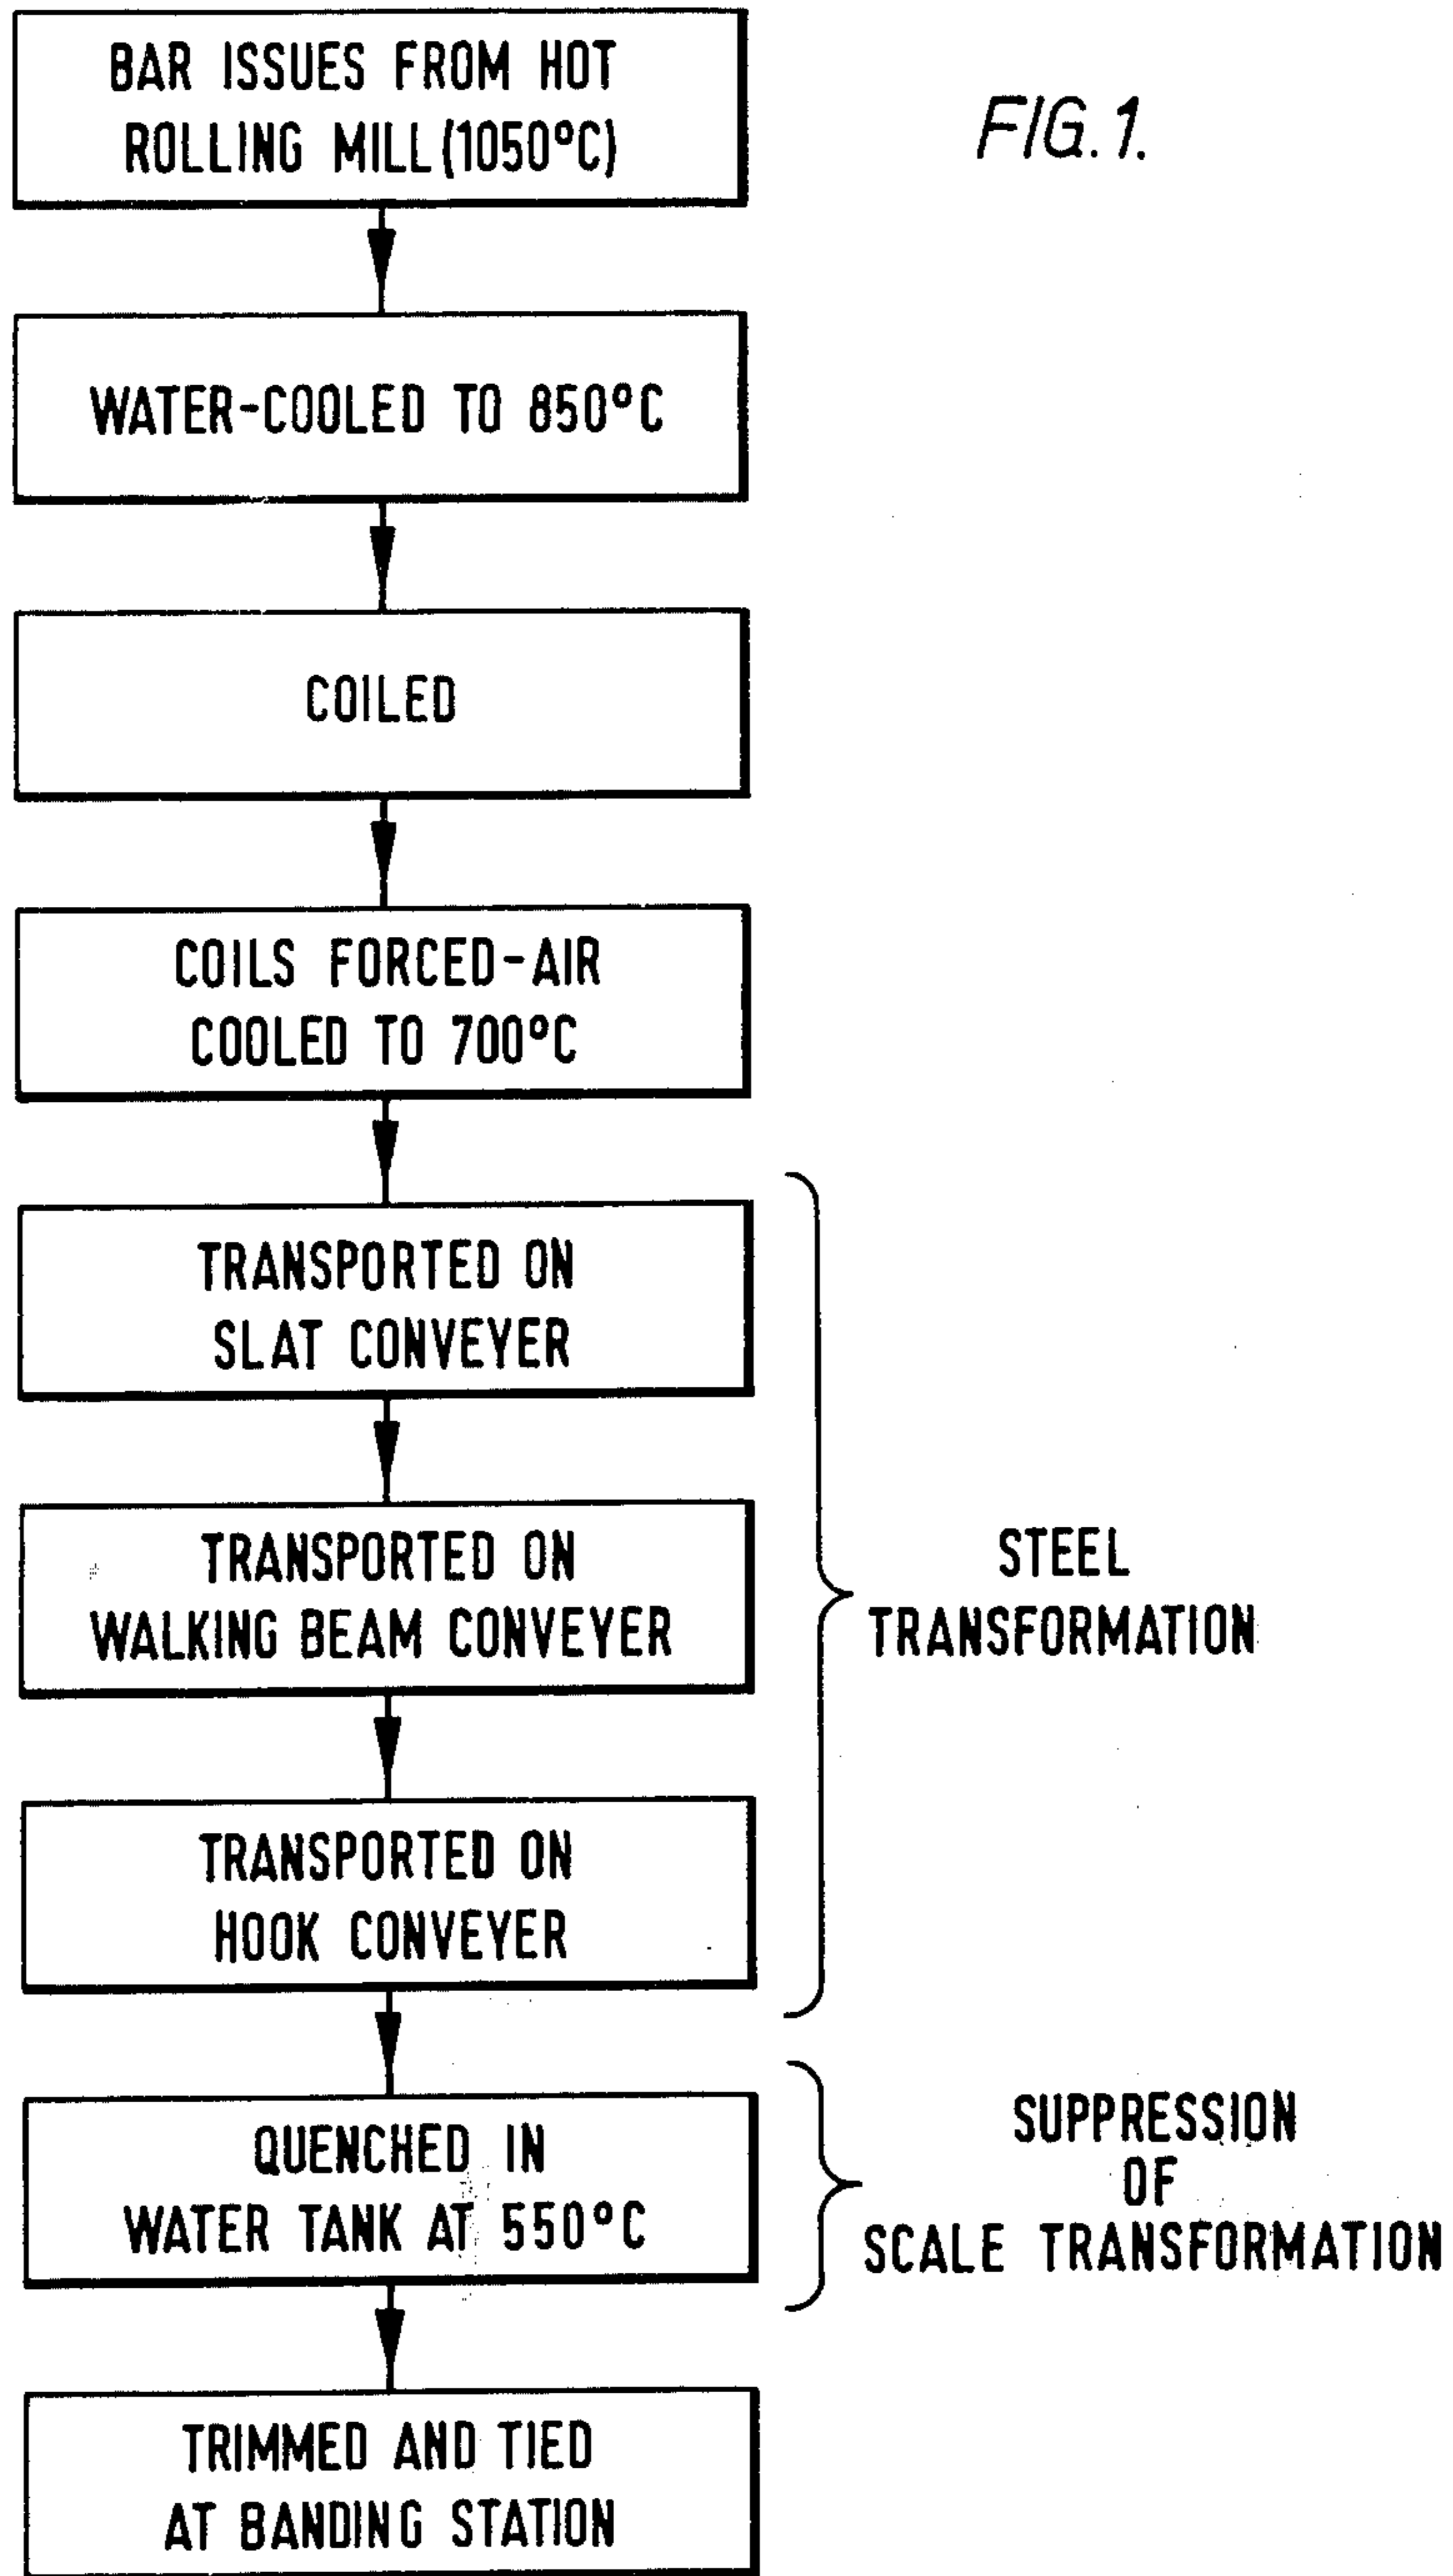 BAR ISSUES FROM HOT
ROLLING MILL (1050°C)
FIG. 1.
WATER-COOLED TO 850°C
COILED
COILS FORCED-AIR
COOLED TO 700°C
TRANSPORTED ON
SLAT CONVEYER
TRANSPORTED ON
WALKING BEAM CONVEYER
STEEL
TRANSFORMATION
TRANSPORTED ON
HOOK CONVEYER
QUENCHED IN
WATER TANK AT 550°C
SUPPRESSION
OF
SCALE TRANSFORMATION
TRIMMED AND TIED
AT BANDING STATION